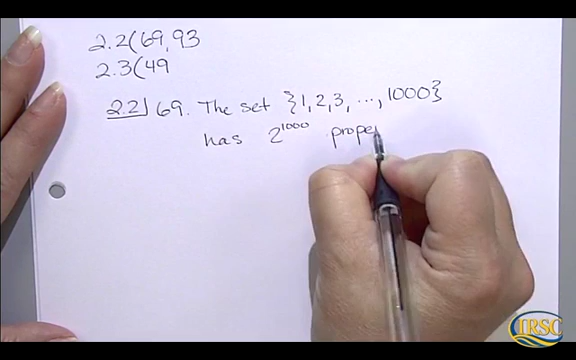 2.2(69,93
2.3(49
2.2) 69. The set {1,2,3, ..., 1000}
has 2^1000 prope
IRSC